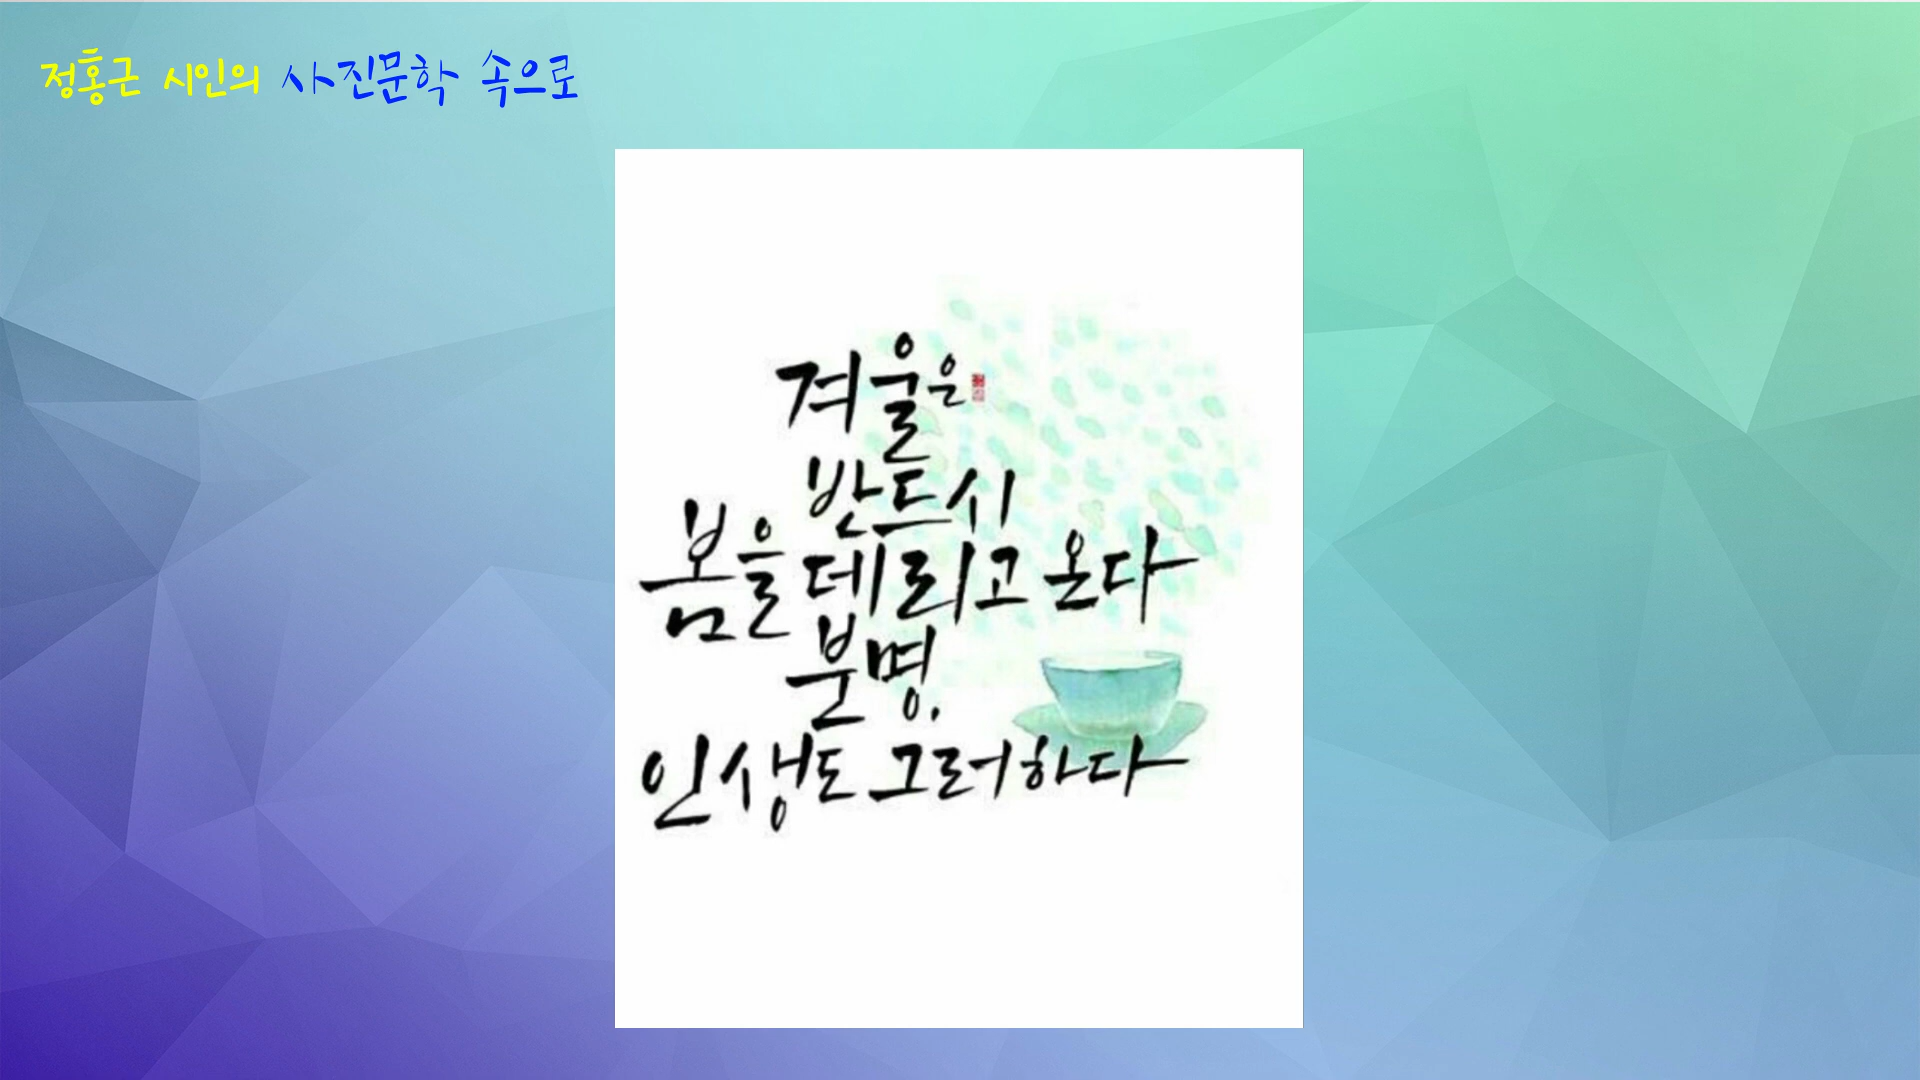 정홍근 시인의 사진문학 속으로
겨울은
반드시
봄을 데리고 온다
분명,
인생도 그러하다